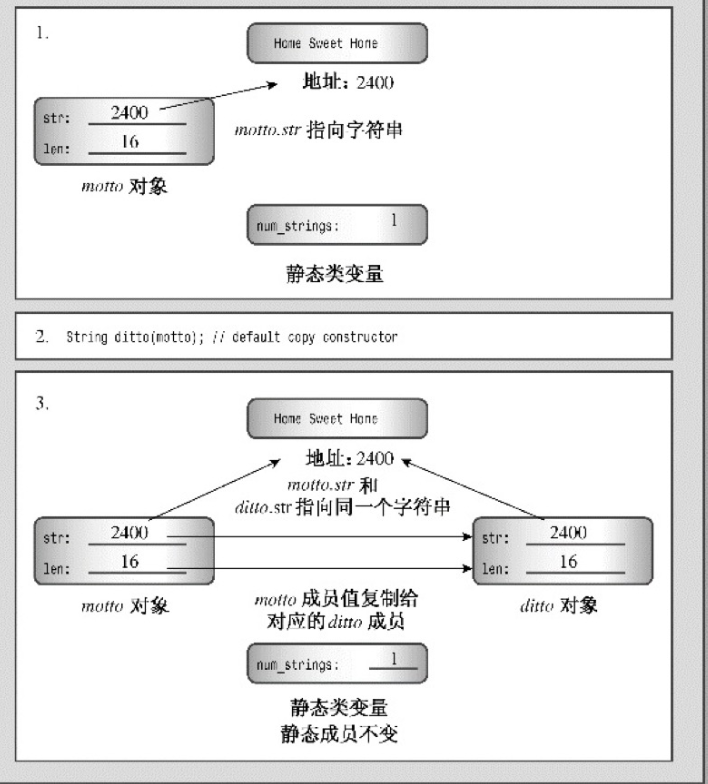 1.
Home Sweet Home
地址: 2400
str: 2400
len: 16
motto.str 指向字符串
motto 对象
num_strings: 1
静态类变量
2. String ditto(motto); // default copy constructor
3.
Home Sweet Home
地址: 2400
motto.str 和
ditto.str 指向同一个字符串
str: 2400
len: 16
str: 2400
len: 16
motto 对象
motto 成员值复制给
对应的 ditto 成员
ditto 对象
num_strings: 1
静态类变量
静态成员不变